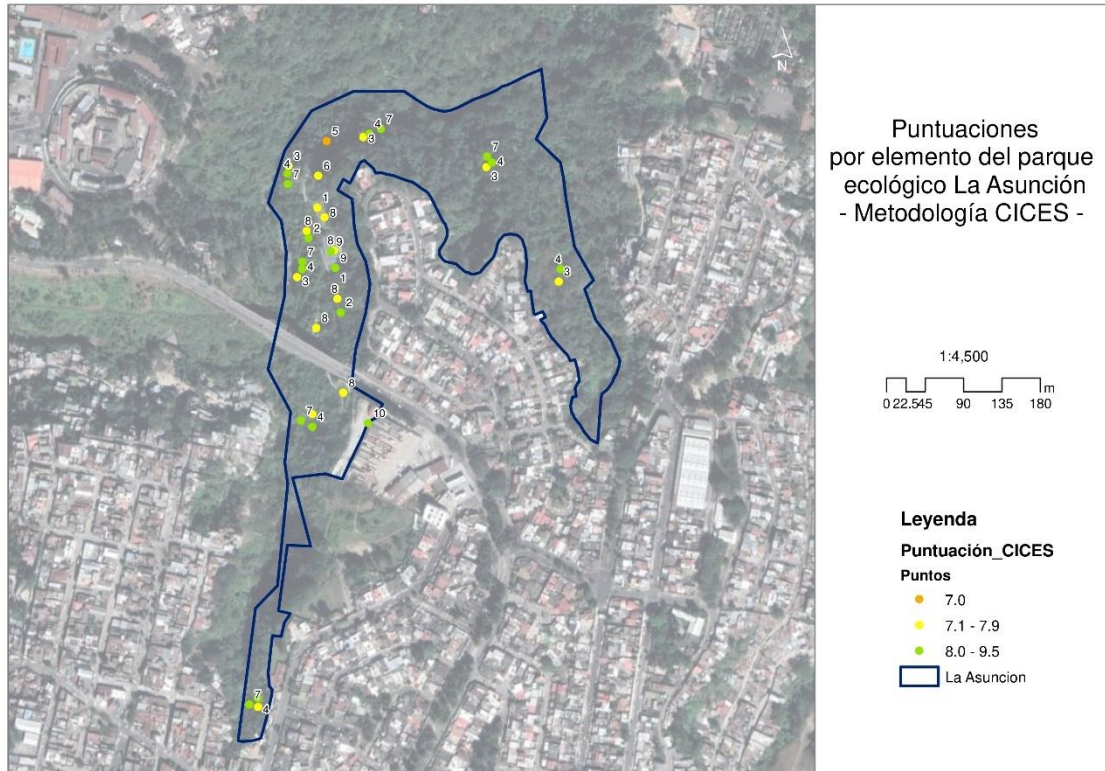 Puntuaciones
por elemento del parque
ecológico La Asunción
- Metodología CICES -
N
1:4,500
m
0 22.545 90 135 180
Leyenda
Puntuación_CICES
Puntos
7.0
7.1 - 7.9
8.0 - 9.5
La Asuncion
5
4
7
3
3
4
7
6
7
4
3
1
8
8
2
8
9
9
7
4
3
1
8
2
8
4
3
8
7
4
10
7
4